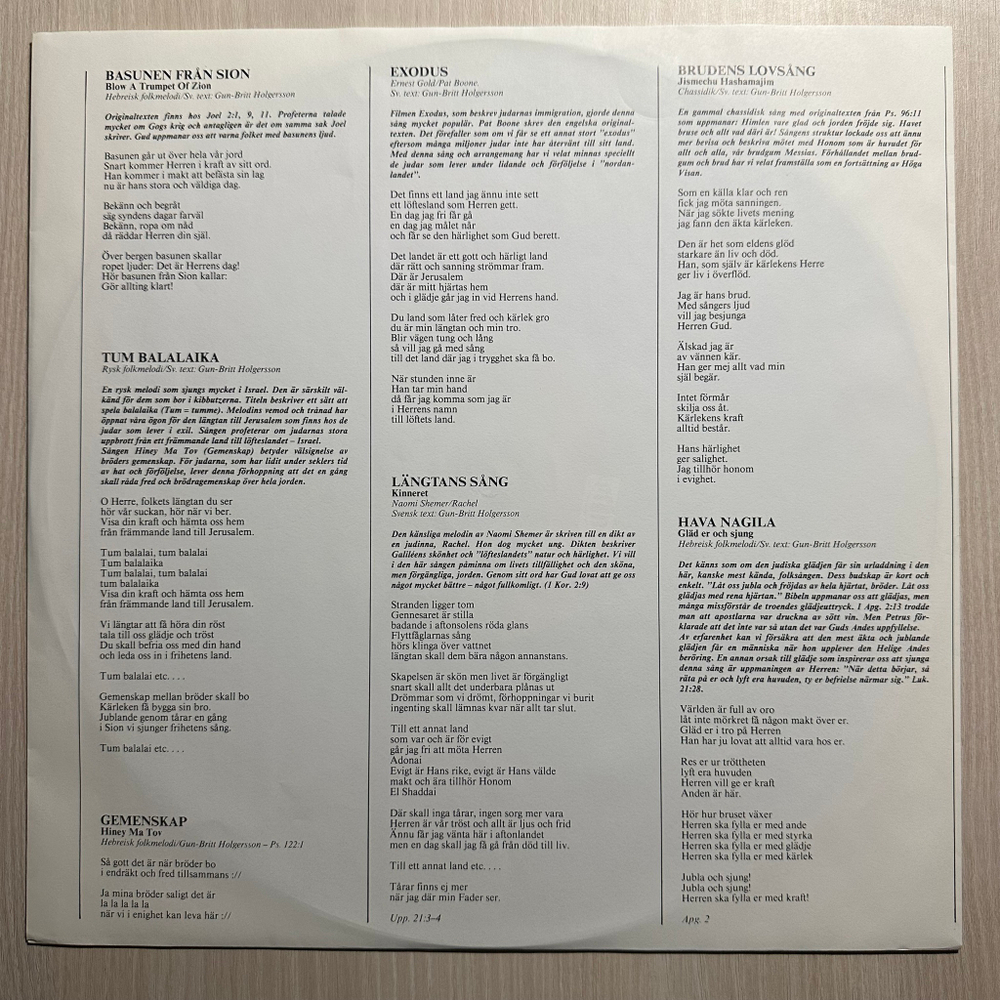 BASUNEN FRÅN SION
Blow A Trumpet Of Zion
Hebreisk folkmelodi/Sv. text: Gun-Britt Holgersson
Originaltexten finns hos Joel 2:1, 9, 11. Profeterna talade
mycket om Gogs krig och antagligen är det om samma sak Joel
skriver. Gud uppmanar oss att varna folket med basunens ljud.
Basunen går ut över hela vår jord
Snart kommer Herren i kraft av sitt ord.
Han kommer i makt att befästa sin lag
nu är hans stora och väldiga dag.
Bekänn och begråt
säg syndens dagar farväl
Bekänn, ropa om nåd
då räddar Herren din själ.
Över bergen basunen skallar
ropet ljuder: Det är Herrens dag!
Hör basunen från Sion kallar:
Gör allting klart!
TUM BALALAIKA
Rysk folkmelodi/Sv. text: Gun-Britt Holgersson
En rysk melodi som sjungs mycket i Israel. Den är särskilt väl-
känd för dem som bor i kibbutzerna. Titeln beskriver ett sätt att
spela balalaika (Tum = tumme). Melodins vemod och trånad har
öppnat våra ögon för den längtan till Jerusalem som finns hos de
judar som lever i exil. Sången profeterar om judarnas stora
uppbrott från ett främmande land till löfteslandet – Israel.
Sången Hiney Ma Tov (Gemenskap) betyder välsignelse av
bröders gemenskap. För judarna, som har lidit under seklers tid
av hat och förföljelse, lever denna förhoppning att det en gång
skall råda fred och brödragemenskap över hela jorden.
O Herre, folkets längtan du ser
hör vår suckan, hör när vi ber.
Visa din kraft och hämta oss hem
från främmande land till Jerusalem.
Tum balalai, tum balalai
Tum balalaika
Tum balalai, tum balalai
tum balalaika
Visa din kraft och hämta oss hem
från främmande land till Jerusalem.
Vi längtar att få höra din röst
tala till oss glädje och tröst
Du skall befria oss med din hand
och leda oss in i frihetens land.
Tum balalai etc. . . .
Gemenskap mellan bröder skall bo
Kärleken få bygga sin bro.
Jublande genom tårar en gång
i Sion vi sjunger frihetens sång.
Tum balalai etc. . . .
GEMENSKAP
Hiney Ma Tov
Hebreisk folkmelodi/Gun-Britt Holgersson – Ps. 122:1
Så gott det är när bröder bo
i endräkt och fred tillsammans ://
Ja mina bröder saligt det är
la la la la la
när vi i enighet kan leva här ://
EXODUS
Ernest Gold/Pat Boone
Sv. text: Gun-Britt Holgersson
Filmen Exodus, som beskrev judarnas immigration, gjorde denna
sång mycket populär. Pat Boone skrev den engelska original-
texten. Det förefaller som om vi får se ett annat stort "exodus"
eftersom många miljoner judar inte har återvänt till sitt land.
Med denna sång och arrangemang har vi velat minnas speciellt
de judar som lever under lidande och förföljelse i "nordan-
landet".
Det finns ett land jag ännu inte sett
ett löftesland som Herren gett.
En dag jag fri får gå
en dag jag målet når
och får se den härlighet som Gud berett.
Det landet är ett gott och härligt land
där rätt och sanning strömmar fram.
Där är Jerusalem
där är mitt hjärtas hem
och i glädje går jag in vid Herrens hand.
Du land som låter fred och kärlek gro
du är min längtan och min tro.
Blir vägen tung och lång
så vill jag gå med sång
till det land där jag i trygghet ska få bo.
När stunden inne är
Han tar min hand
då får jag komma som jag är
i Herrens namn
till löftets land.
LÄNGTANS SÅNG
Kinneret
Naomi Shemer/Rachel
Svensk text: Gun-Britt Holgersson
Den känsliga melodin av Naomi Shemer är skriven till en dikt av
en judinna, Rachel. Hon dog mycket ung. Dikten beskriver
Galiléens skönhet och "löfteslandets" natur och härlighet. Vi vill
i den här sången påminna om livets tillfällighet och den sköna,
men förgängliga, jorden. Genom sitt ord har Gud lovat att ge oss
något mycket bättre – något fullkomligt. (1 Kor. 2:9)
Stranden ligger tom
Gennesaret är stilla
badande i aftonsolens röda glans
Flyttfåglarnas sång
hörs klinga över vattnet
längtan skall dem bära någon annanstans.
Skapelsen är skön men livet är förgängligt
snart skall allt det underbara plånas ut
Drömmar som vi drömt, förhoppningar vi burit
ingenting skall lämnas kvar när allt tar slut.
Till ett annat land
som var och är för evigt
går jag fri att möta Herren
Adonai
Evigt är Hans rike, evigt är Hans välde
makt och ära tillhör Honom
El Shaddai
Där skall inga tårar, ingen sorg mer vara
Herren är vår tröst och allt är ljus och frid
Ännu får jag vänta här i aftonlandet
men en dag skall jag få gå från död till liv.
Till ett annat land etc. . . .
Tårar finns ej mer
när jag där min Fader ser.
Upp. 21:3–4
BRUDENS LOVSÅNG
Jismechu Hashamajim
Chassidik/Sv. text: Gun-Britt Holgersson
En gammal chassidisk sång med originaltexten från Ps. 96:11
som uppmanar: Himlen vare glad och jorden fröjde sig. Havet
bruse och allt vad däri är! Sångens struktur lockade oss att ännu
mer bevisa och beskriva mötet med Honom som är huvudet för
allt och alla, vår brudgum Messias. Förhållandet mellan brud-
gum och brud har vi velat framställa som en fortsättning av Höga
Visan.
Som en källa klar och ren
fick jag möta sanningen.
När jag sökte livets mening
jag fann den äkta kärleken.
Den är het som eldens glöd
starkare än liv och död.
Han, som själv är kärlekens Herre
ger liv i överflöd.
Jag är hans brud.
Med sångers ljud
vill jag besjunga
Herren Gud.
Älskad jag är
av vännen kär.
Han ger mej allt vad min
själ begär.
Intet förmår
skilja oss åt.
Kärlekens kraft
alltid består.
Hans härlighet
ger salighet.
Jag tillhör honom
i evighet.
HAVA NAGILA
Gläd er och sjung
Hebreisk folkmelodi/Sv. text: Gun-Britt Holgersson
Det känns som om den judiska glädjen får sin urladdning i den
här, kanske mest kända, folksången. Dess budskap är kort och
enkelt. "Låt oss jubla och fröjdas av hela hjärtat, bröder. Låt oss
glädjas med rena hjärtan." Bibeln uppmanar oss att glädjas, men
många missförstår de troendes glädjeuttryck. I Apg. 2:13 trodde
man att apostlarna var druckna av sött vin. Men Petrus för-
klarade att det inte var så utan det var Guds Andes uppfyllelse.
Av erfarenhet kan vi försäkra att den mest äkta och jublande
glädjen får en människa när hon upplever den Helige Andes
beröring. En annan orsak till glädje som inspirerar oss att sjunga
denna sång är uppmaningen av Herren: "När detta börjar, så
räta på er och lyft era huvuden, ty er befrielse närmar sig." Luk.
21:28.
Världen är full av oro
låt inte mörkret få någon makt över er.
Gläd er i tro på Herren
Han har ju lovat att alltid vara hos er.
Res er ur tröttheten
lyft era huvuden
Herren vill ge er kraft
Anden är här.
Hör hur bruset växer
Herren ska fylla er med ande
Herren ska fylla er med styrka
Herren ska fylla er med glädje
Herren ska fylla er med kärlek
Jubla och sjung!
Jubla och sjung!
Herren ska fylla er med kraft!
Apg. 2